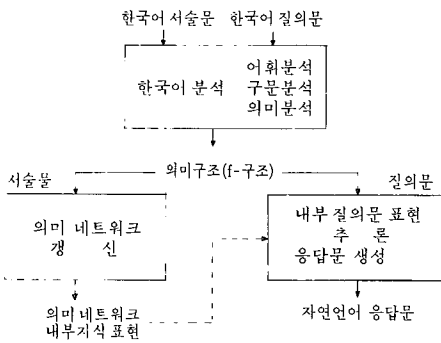 한국어 서술문 한국어 질의문
어휘분석
한국어 분석 구문분석
의미분석
의미구조(f-구조)
서술물 질의문
의미 네트워크
갱 신
내부 질의문 표현
추 론
응답문 생성
의미 네트워크
내부지식 표현
자연언어 응답문